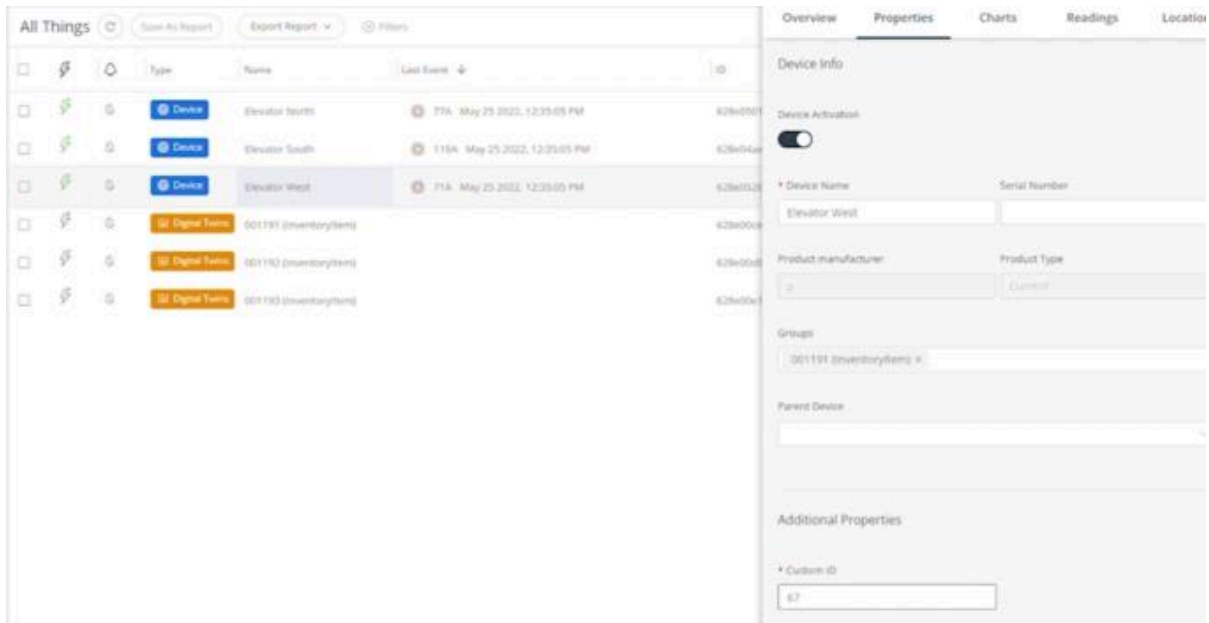 All Things Save As Report Export Report Filters
Type Name Last Event ID
Device Elevator North 77A May 25 2022, 12:35:05 PM
Device Elevator South May 25 2022, 12:35:05 PM
Device Elevator West 71A May 25 2022, 12:35:05 PM
Digital Twins 001191 (InventoryItem)
Digital Twins 001192 (InventoryItem)
Digital Twins 001193 (InventoryItem)
Overview Properties Charts Readings Location
Device Info
Device Activation
* Device Name Serial Number
Elevator West
Product manufacturer Product Type
Current
Groups
001191 (InventoryItem) ×
Parent Device
Additional Properties
* Custom ID
67